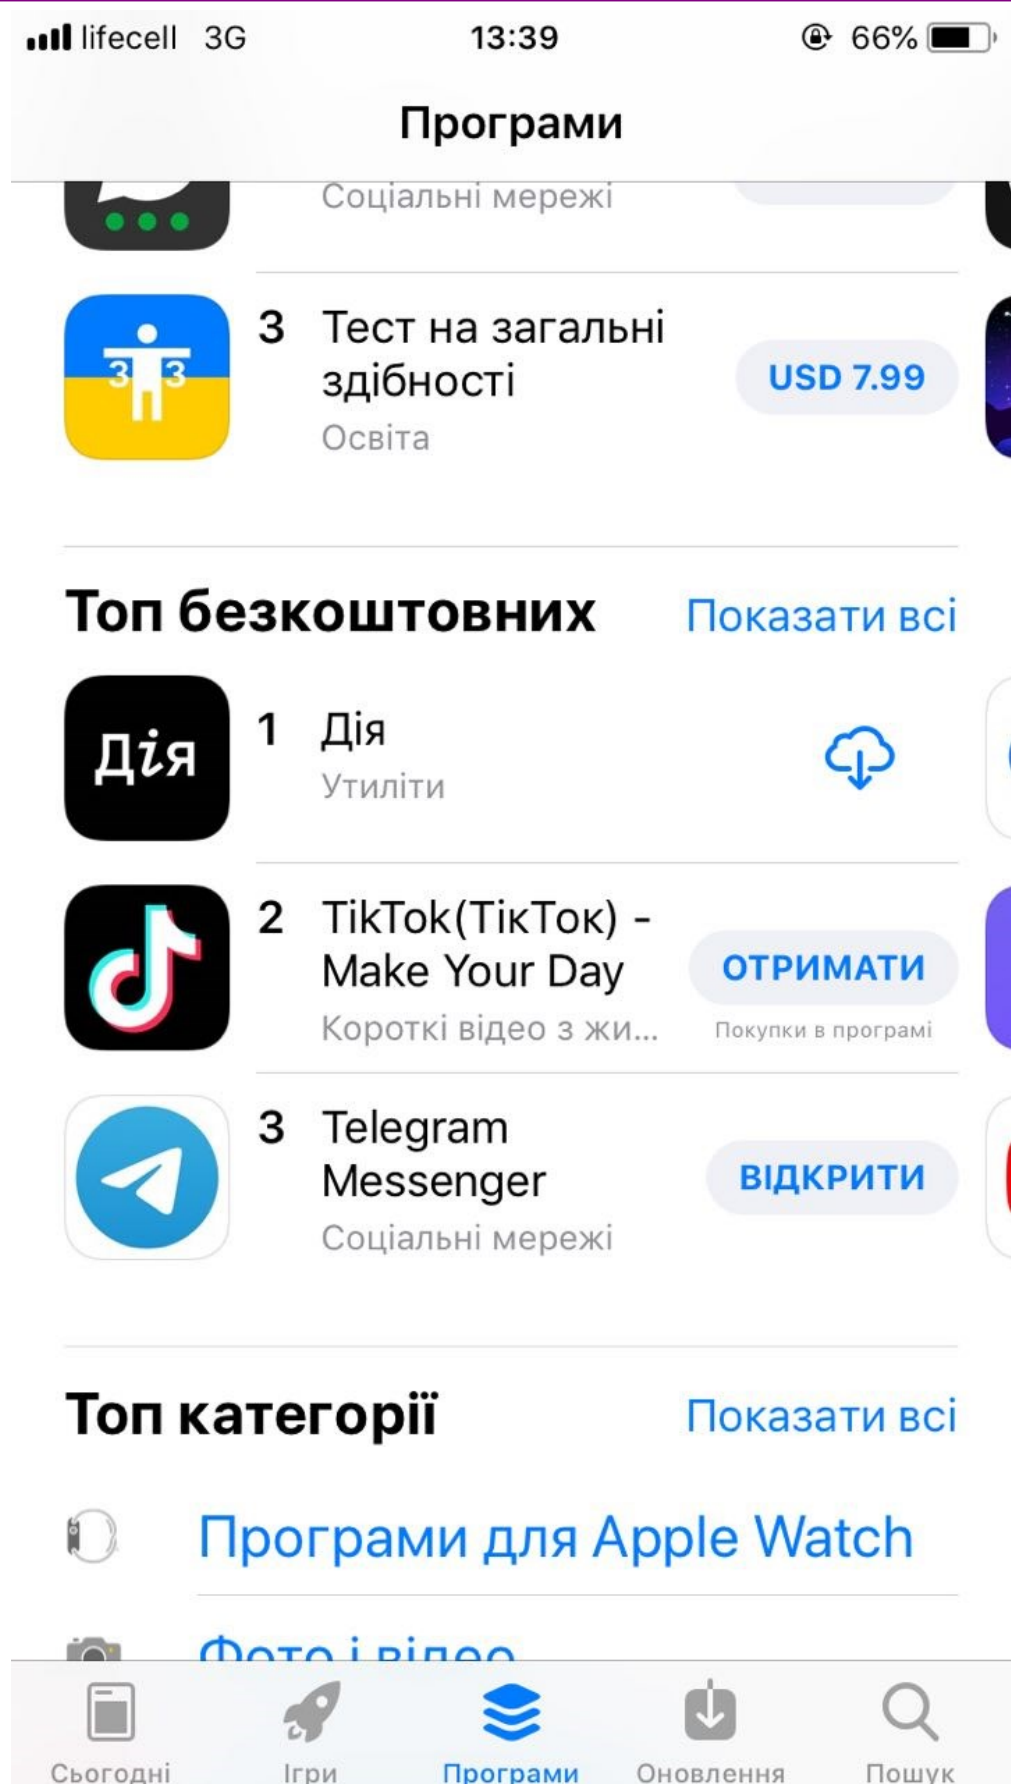 lifecell 3G 13:39 66%
Програми
Соціальні мережі
3 3
3 Тест на загальні
здібності
USD 7.99
Освіта
Топ безкоштовних Показати всі
Дія
1 Дія
Утиліти
2 TikTok(ТікТок) -
Make Your Day
ОТРИМАТИ
Короткі відео з жи...
Покупки в програмі
3 Telegram
Messenger
ВІДКРИТИ
Соціальні мережі
Топ категорії Показати всі
Програми для Apple Watch
Фото і відео
Сьогодні Ігри Програми Оновлення Пошук